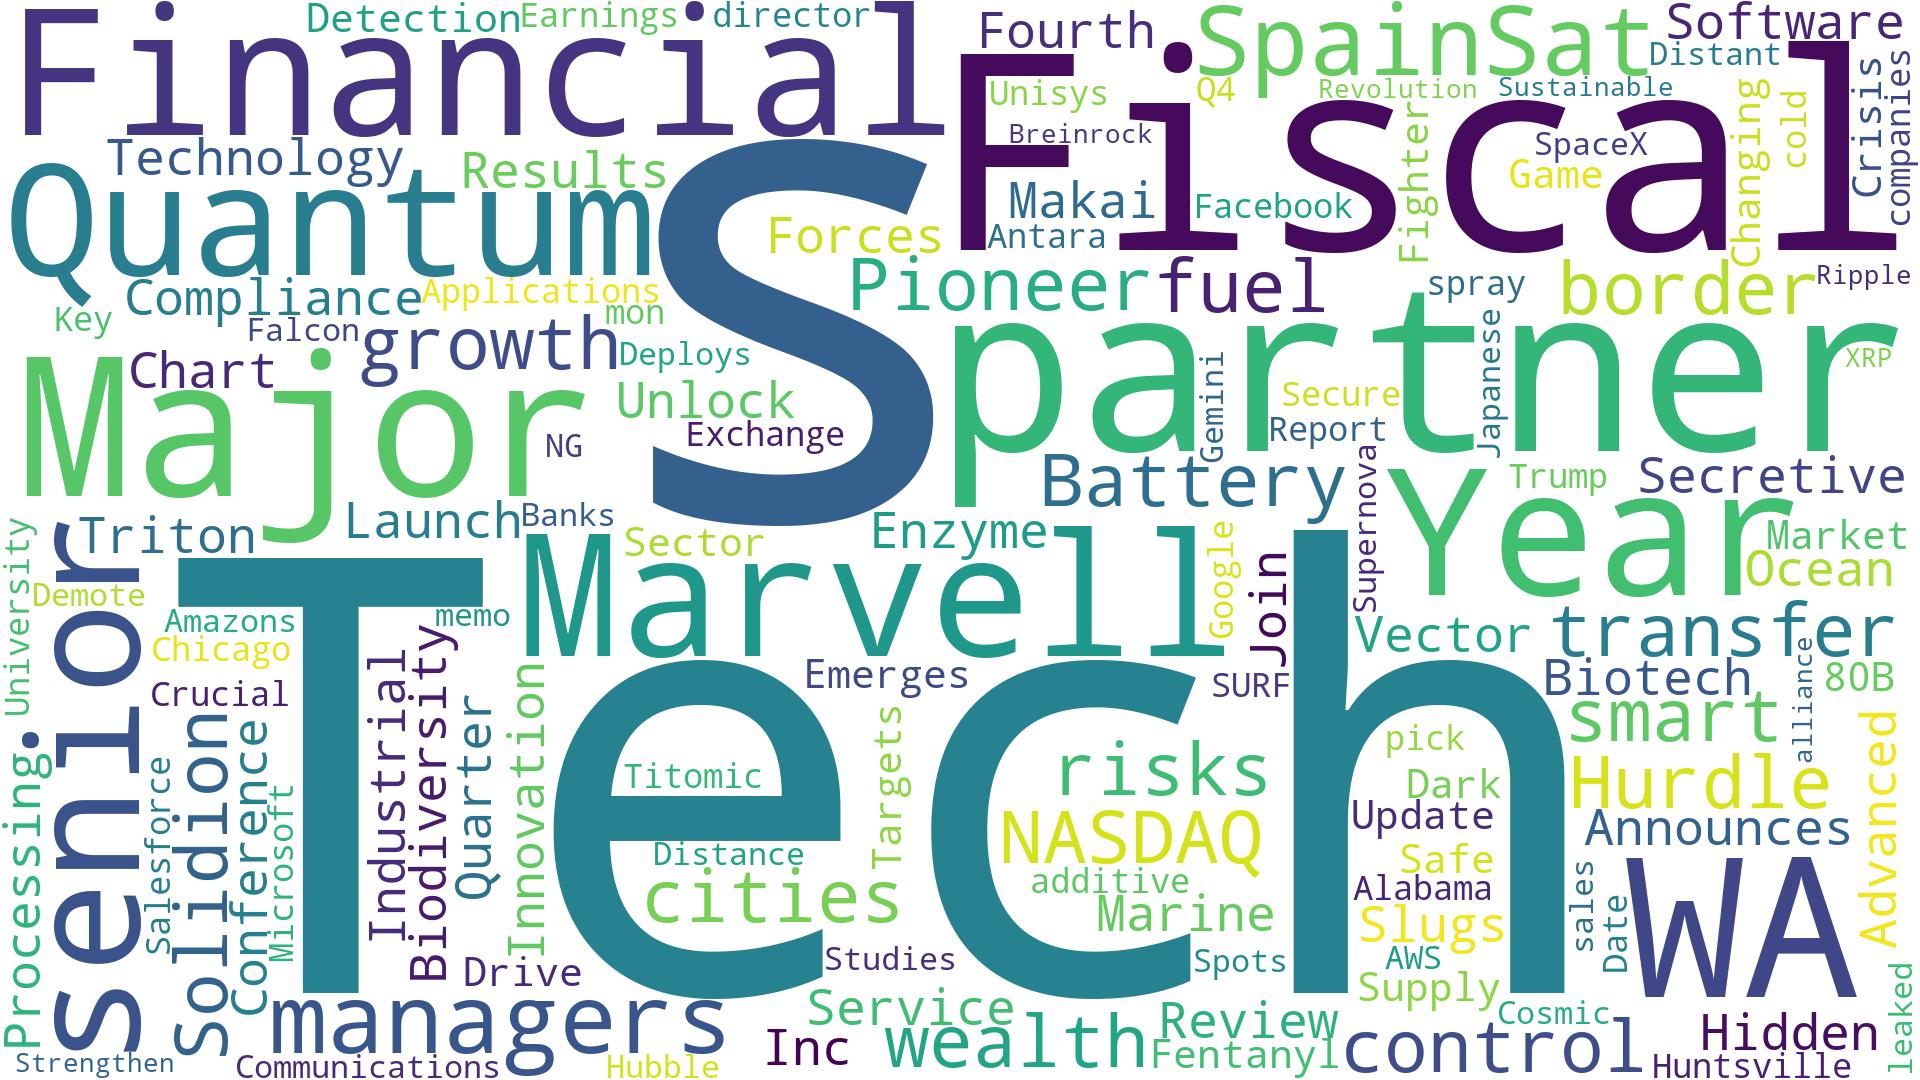 Financial
Detection
Earnings
director
Fourth
SpainSat
Software
Distant
Fiscal
Unisys
Q4
Revolution
Sustainable
Breinrock
SpaceX
Game
Fighter
Changing
cold
Crisis
companies
Technology
Results
Quantum
S
Forces
Makai
Antara
Facebook
Compliance
Applications
Pioneer
fuel
spray
border
Ripple
Key
Falcon
growth
mon
Deploys
partner
Japanese
XRP
Chart
Major
Unlock
Exchange
NG
Gemini
Secure
Report
Battery
Supernova
Year
Trump
Secretive
Market
Ocean
Triton
Launch
Banks
Sector
Enzyme
Marvell
Google
Join
University
Demote
senior
Amazons
Chicago
Crucial
memo
Tech
Emerges
SURF
Vector
transfer
Biotech
alliance
8OB
smart
Processing
Salesforce
Solidion
Conference
Microsoft
Industrial
Biodiversity
Quarter
Innovation
Titomic
Targets
risks
pick
Dark
Hurdle
Advanced
Distance
NASDAQ
Update
Announces
cities
additive
Marine
Safe
Alabama
Slugs
sales
Date
WA
Drive
Studies
Spots
AWS
Supply
managers
Service
wealth
Review
Cosmic
control
Hidden
leaked
Strengthen
Communications
Hubble
Inc
Fentanyl
Huntsville